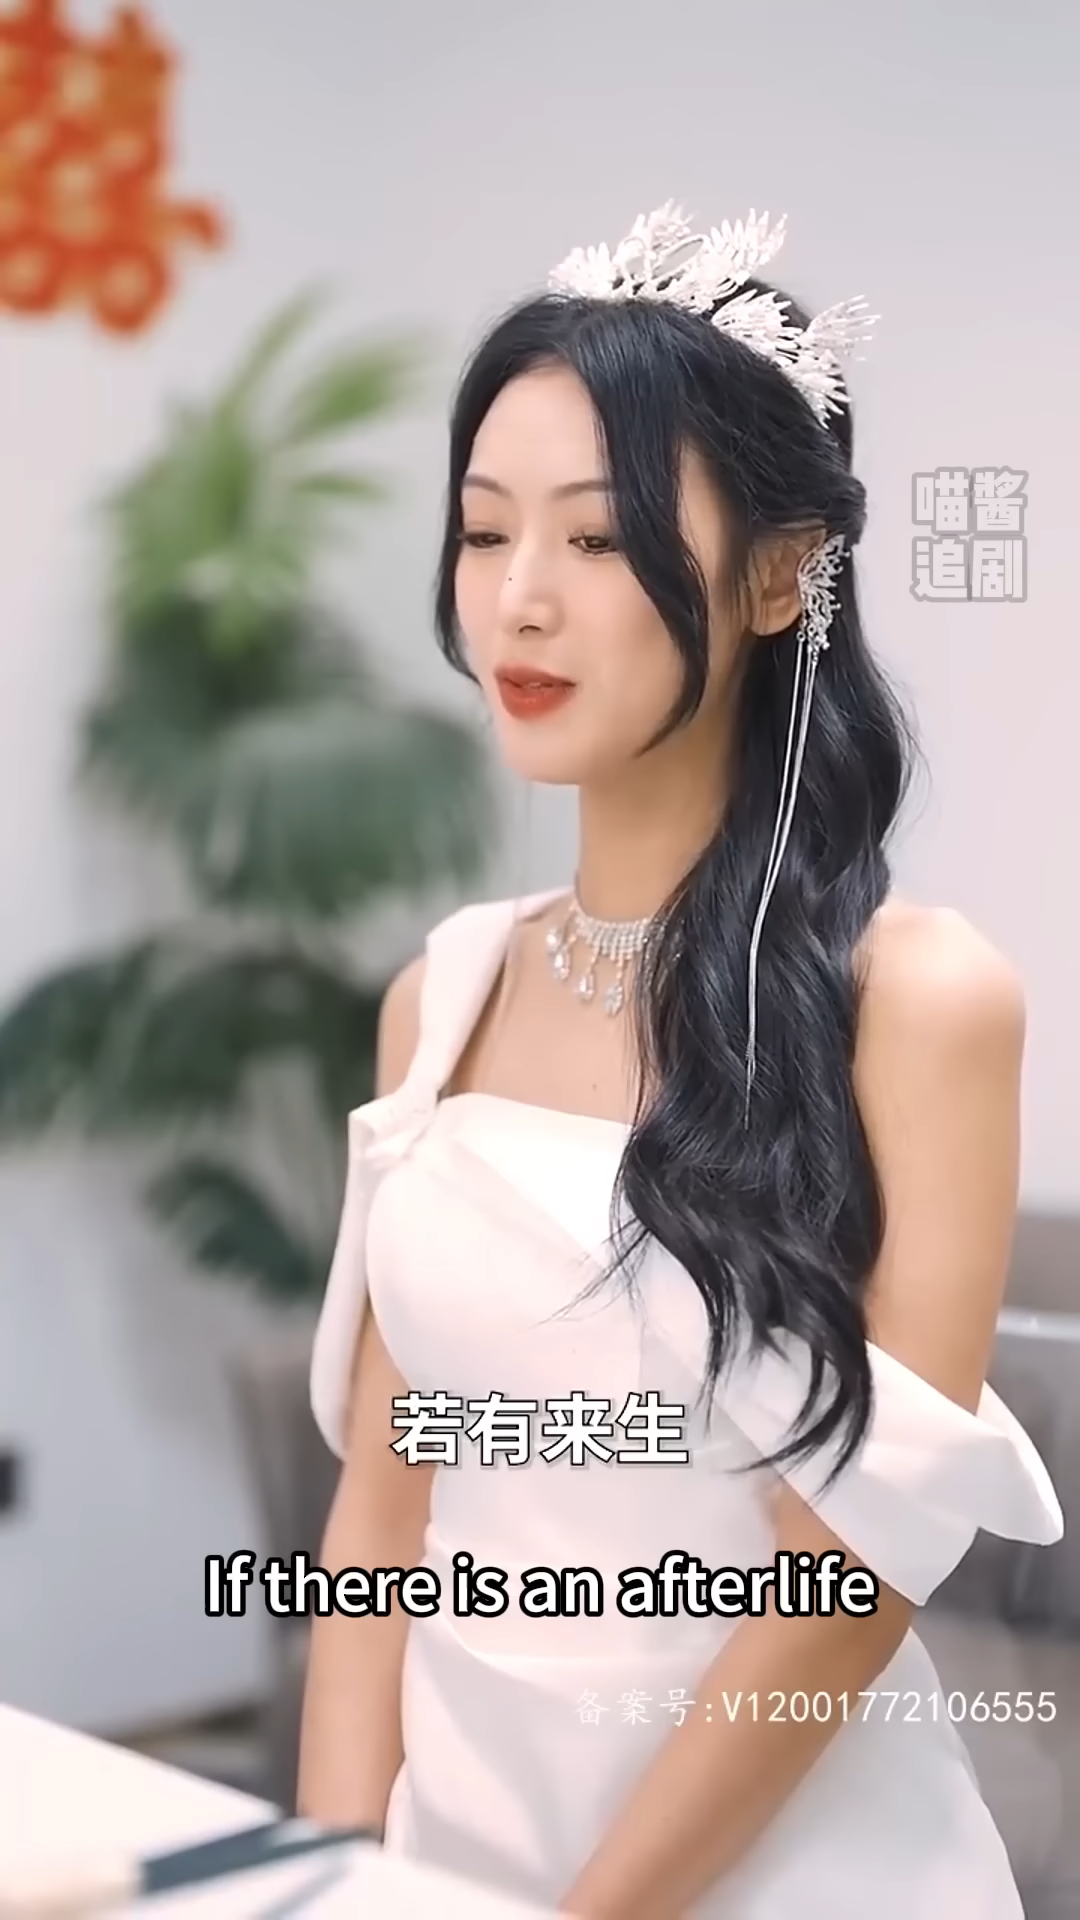 喵酱
追剧
若有来生
If there is an afterlife
备案号:V12001772106555